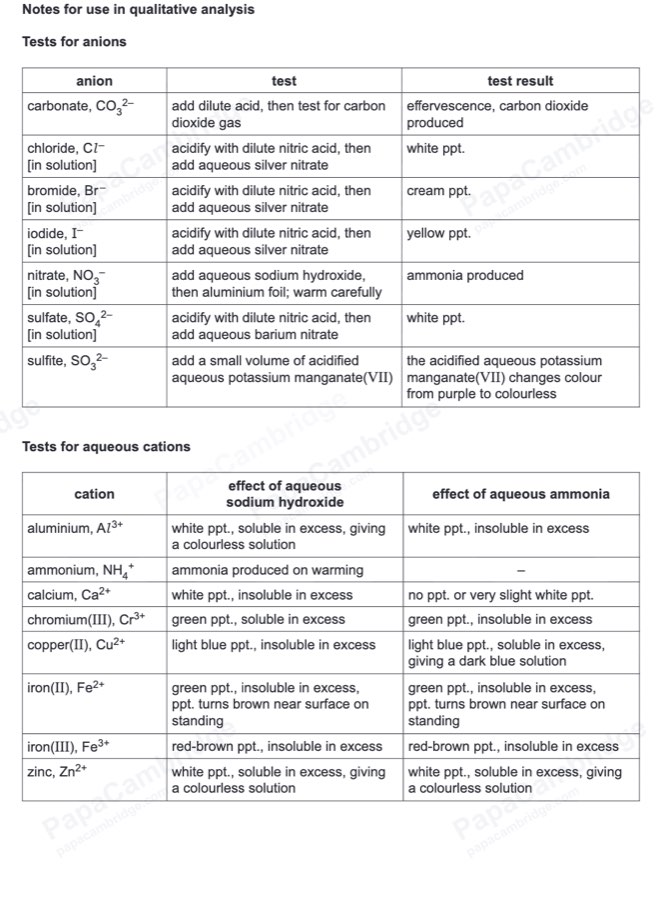 Notes for use in qualitative analysis
Tests for anions
anion test test result
carbonate, CO₃²⁻ add dilute acid, then test for carbon effervescence, carbon dioxide
dioxide gas produced
chloride, Cl⁻ acidify with dilute nitric acid, then white ppt.
[in solution] add aqueous silver nitrate
bromide, Br⁻ acidify with dilute nitric acid, then cream ppt.
[in solution] add aqueous silver nitrate
iodide, I⁻ acidify with dilute nitric acid, then yellow ppt.
[in solution] add aqueous silver nitrate
nitrate, NO₃⁻ add aqueous sodium hydroxide, ammonia produced
[in solution] then aluminium foil; warm carefully
sulfate, SO₄²⁻ acidify with dilute nitric acid, then white ppt.
[in solution] add aqueous barium nitrate
sulfite, SO₃²⁻ add a small volume of acidified the acidified aqueous potassium
aqueous potassium manganate(VII) manganate(VII) changes colour
from purple to colourless
Tests for aqueous cations
cation effect of aqueous effect of aqueous ammonia
sodium hydroxide
aluminium, Al³⁺ white ppt., soluble in excess, giving white ppt., insoluble in excess
a colourless solution
ammonium, NH₄⁺ ammonia produced on warming –
calcium, Ca²⁺ white ppt., insoluble in excess no ppt. or very slight white ppt.
chromium(III), Cr³⁺ green ppt., soluble in excess green ppt., insoluble in excess
copper(II), Cu²⁺ light blue ppt., insoluble in excess light blue ppt., soluble in excess,
giving a dark blue solution
iron(II), Fe²⁺ green ppt., insoluble in excess, green ppt., insoluble in excess,
ppt. turns brown near surface on ppt. turns brown near surface on
standing standing
iron(III), Fe³⁺ red-brown ppt., insoluble in excess red-brown ppt., insoluble in excess
zinc, Zn²⁺ white ppt., soluble in excess, giving white ppt., soluble in excess, giving
a colourless solution a colourless solution
PapaCambridge
papacambridge.com
PapaCambridge
papacambridge.com